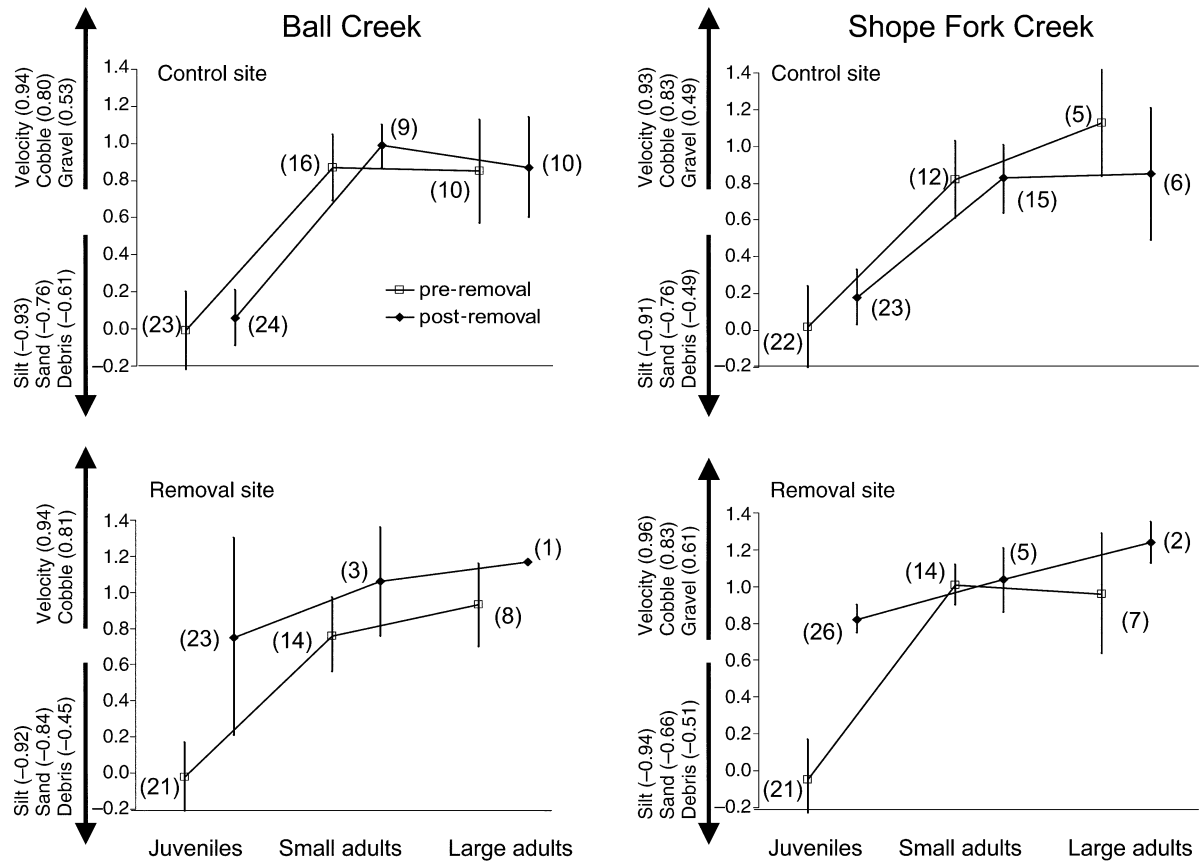 Ball Creek
Shope Fork Creek
Control site
Velocity (0.94)
Cobble (0.80)
Gravel (0.53)
Silt (−0.93)
Sand (−0.76)
Debris (−0.61)
1.4
1.2
1.0
0.8
0.6
0.4
0.2
0.0
−0.2
(23)
(24)
(16)
(9)
(10)
(10)
pre-removal
post-removal
Control site
Velocity (0.93)
Cobble (0.83)
Gravel (0.49)
Silt (−0.91)
Sand (−0.76)
Debris (−0.49)
1.4
1.2
1.0
0.8
0.6
0.4
0.2
0.0
−0.2
(22)
(23)
(12)
(15)
(5)
(6)
Removal site
Velocity (0.94)
Cobble (0.81)
Silt (−0.92)
Sand (−0.84)
Debris (−0.45)
1.4
1.2
1.0
0.8
0.6
0.4
0.2
0.0
−0.2
(21)
(23)
(14)
(3)
(8)
(1)
Juveniles
Small adults
Large adults
Removal site
Velocity (0.96)
Cobble (0.83)
Gravel (0.61)
Silt (−0.94)
Sand (−0.66)
Debris (−0.51)
1.4
1.2
1.0
0.8
0.6
0.4
0.2
0.0
−0.2
(21)
(26)
(14)
(5)
(7)
(2)
Juveniles
Small adults
Large adults